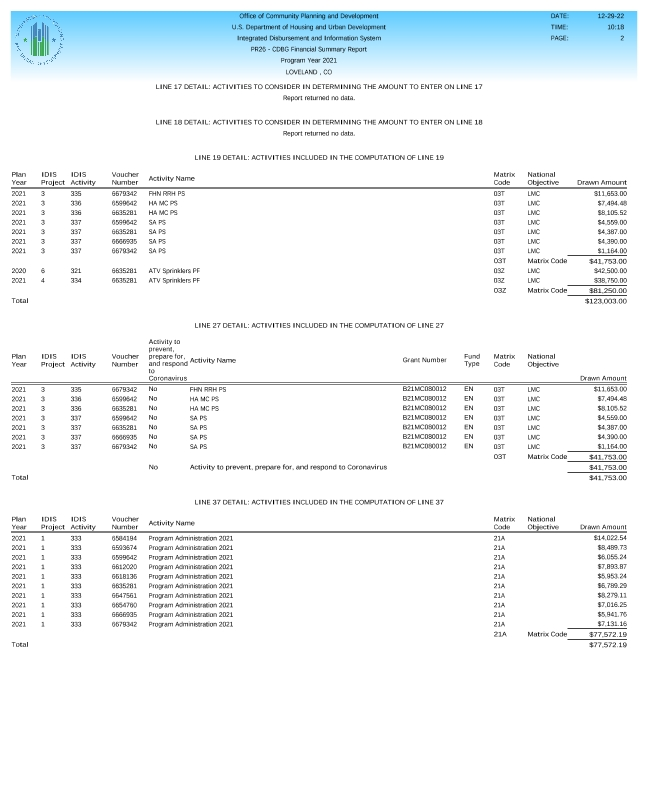 Office of Community Planning and Development DATE: 12-29-22
U.S. Department of Housing and Urban Development TIME: 10:18
Integrated Disbursement and Information System PAGE: 2
PR26 - CDBG Financial Summary Report
Program Year 2021
LOVELAND , CO
LINE 17 DETAIL: ACTIVITIES TO CONSIDER IN DETERMINING THE AMOUNT TO ENTER ON LINE 17
Report returned no data.
LINE 18 DETAIL: ACTIVITIES TO CONSIDER IN DETERMINING THE AMOUNT TO ENTER ON LINE 18
Report returned no data.
LINE 19 DETAIL: ACTIVITIES INCLUDED IN THE COMPUTATION OF LINE 19
Plan Year IDIS Project IDIS Activity Voucher Number Activity Name Matrix Code National Objective Drawn Amount
2021 3 335 6679342 FHN RRH PS 03T LMC $11,653.00
2021 3 336 6599642 HA MC PS 03T LMC $7,494.48
2021 3 336 6635281 HA MC PS 03T LMC $8,105.52
2021 3 337 6599642 SA PS 03T LMC $4,559.00
2021 3 337 6635281 SA PS 03T LMC $4,387.00
2021 3 337 6666935 SA PS 03T LMC $4,390.00
2021 3 337 6679342 SA PS 03T LMC $1,164.00
03T Matrix Code $41,753.00
2020 6 321 6635281 ATV Sprinklers PF 03Z LMC $42,500.00
2021 4 334 6635281 ATV Sprinklers PF 03Z LMC $38,750.00
03Z Matrix Code $81,250.00
Total $123,003.00
LINE 27 DETAIL: ACTIVITIES INCLUDED IN THE COMPUTATION OF LINE 27
Plan Year IDIS Project IDIS Activity Voucher Number Activity to prevent, prepare for, and respond to Coronavirus Activity Name Grant Number Fund Type Matrix Code National Objective Drawn Amount
2021 3 335 6679342 No FHN RRH PS B21MC080012 EN 03T LMC $11,653.00
2021 3 336 6599642 No HA MC PS B21MC080012 EN 03T LMC $7,494.48
2021 3 336 6635281 No HA MC PS B21MC080012 EN 03T LMC $8,105.52
2021 3 337 6599642 No SA PS B21MC080012 EN 03T LMC $4,559.00
2021 3 337 6635281 No SA PS B21MC080012 EN 03T LMC $4,387.00
2021 3 337 6666935 No SA PS B21MC080012 EN 03T LMC $4,390.00
2021 3 337 6679342 No SA PS B21MC080012 EN 03T LMC $1,164.00
03T Matrix Code $41,753.00
No Activity to prevent, prepare for, and respond to Coronavirus $41,753.00
Total $41,753.00
LINE 37 DETAIL: ACTIVITIES INCLUDED IN THE COMPUTATION OF LINE 37
Plan Year IDIS Project IDIS Activity Voucher Number Activity Name Matrix Code National Objective Drawn Amount
2021 1 333 6584194 Program Administration 2021 21A $14,022.54
2021 1 333 6593674 Program Administration 2021 21A $8,489.73
2021 1 333 6599642 Program Administration 2021 21A $6,055.24
2021 1 333 6612020 Program Administration 2021 21A $7,893.87
2021 1 333 6618136 Program Administration 2021 21A $5,953.24
2021 1 333 6635281 Program Administration 2021 21A $6,789.29
2021 1 333 6647561 Program Administration 2021 21A $8,279.11
2021 1 333 6654760 Program Administration 2021 21A $7,016.25
2021 1 333 6666935 Program Administration 2021 21A $5,941.76
2021 1 333 6679342 Program Administration 2021 21A $7,131.16
21A Matrix Code $77,572.19
Total $77,572.19